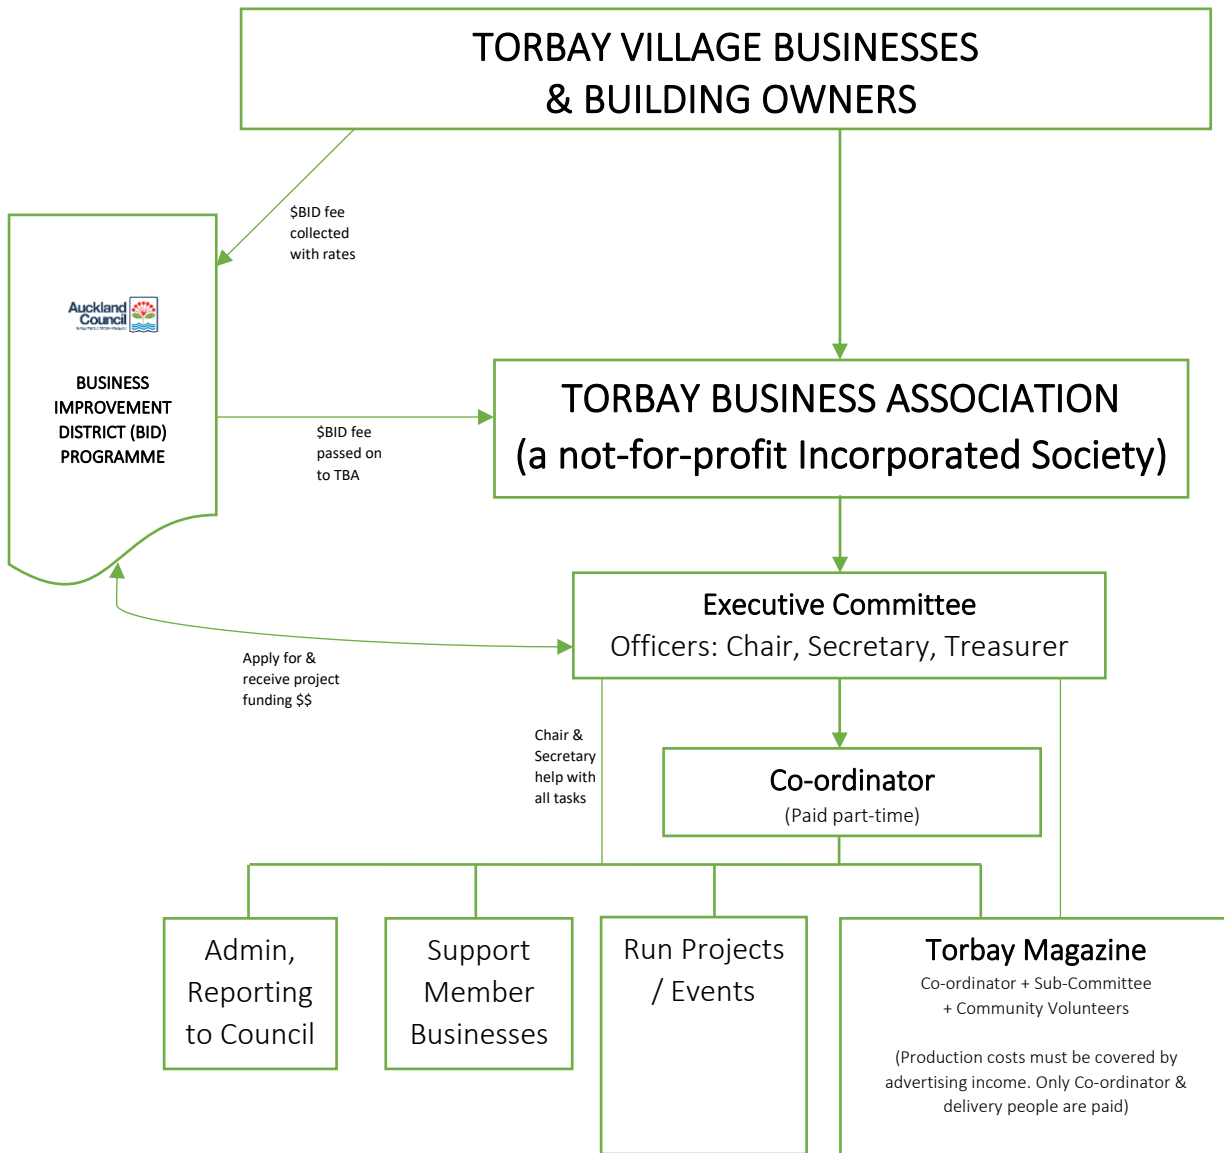 TORBAY VILLAGE BUSINESSES
& BUILDING OWNERS
$BID fee
collected
with rates
Auckland
Council
BUSINESS
IMPROVEMENT
DISTRICT (BID)
PROGRAMME
$BID fee
passed on
to TBA
TORBAY BUSINESS ASSOCIATION
(a not-for-profit Incorporated Society)
Executive Committee
Officers: Chair, Secretary, Treasurer
Apply for &
receive project
funding $$
Chair &
Secretary
help with
all tasks
Co-ordinator
(Paid part-time)
Admin,
Reporting
to Council
Support
Member
Businesses
Run Projects
/ Events
Torbay Magazine
Co-ordinator + Sub-Committee
+ Community Volunteers
(Production costs must be covered by
advertising income. Only Co-ordinator &
delivery people are paid)